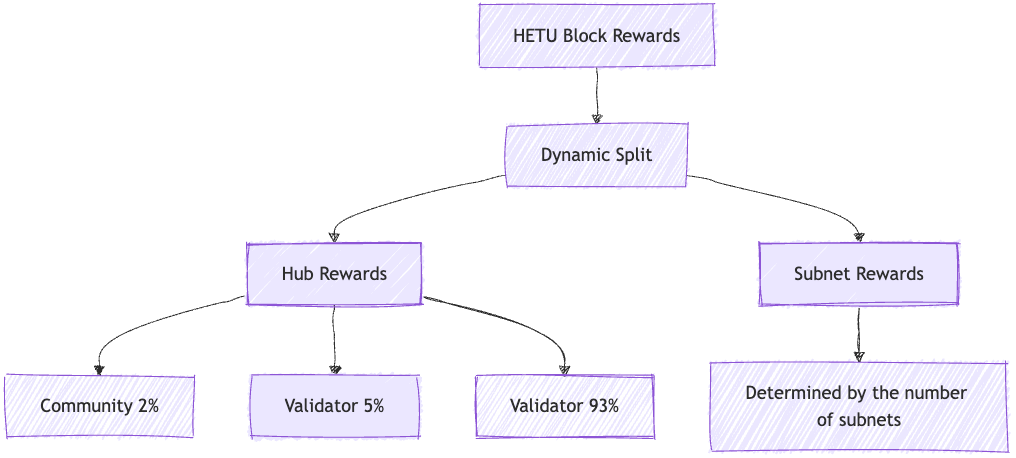 HETU Block Rewards
Dynamic Split
Hub Rewards
Subnet Rewards
Community 2%
Validator 5%
Validator 93%
Determined by the number
of subnets